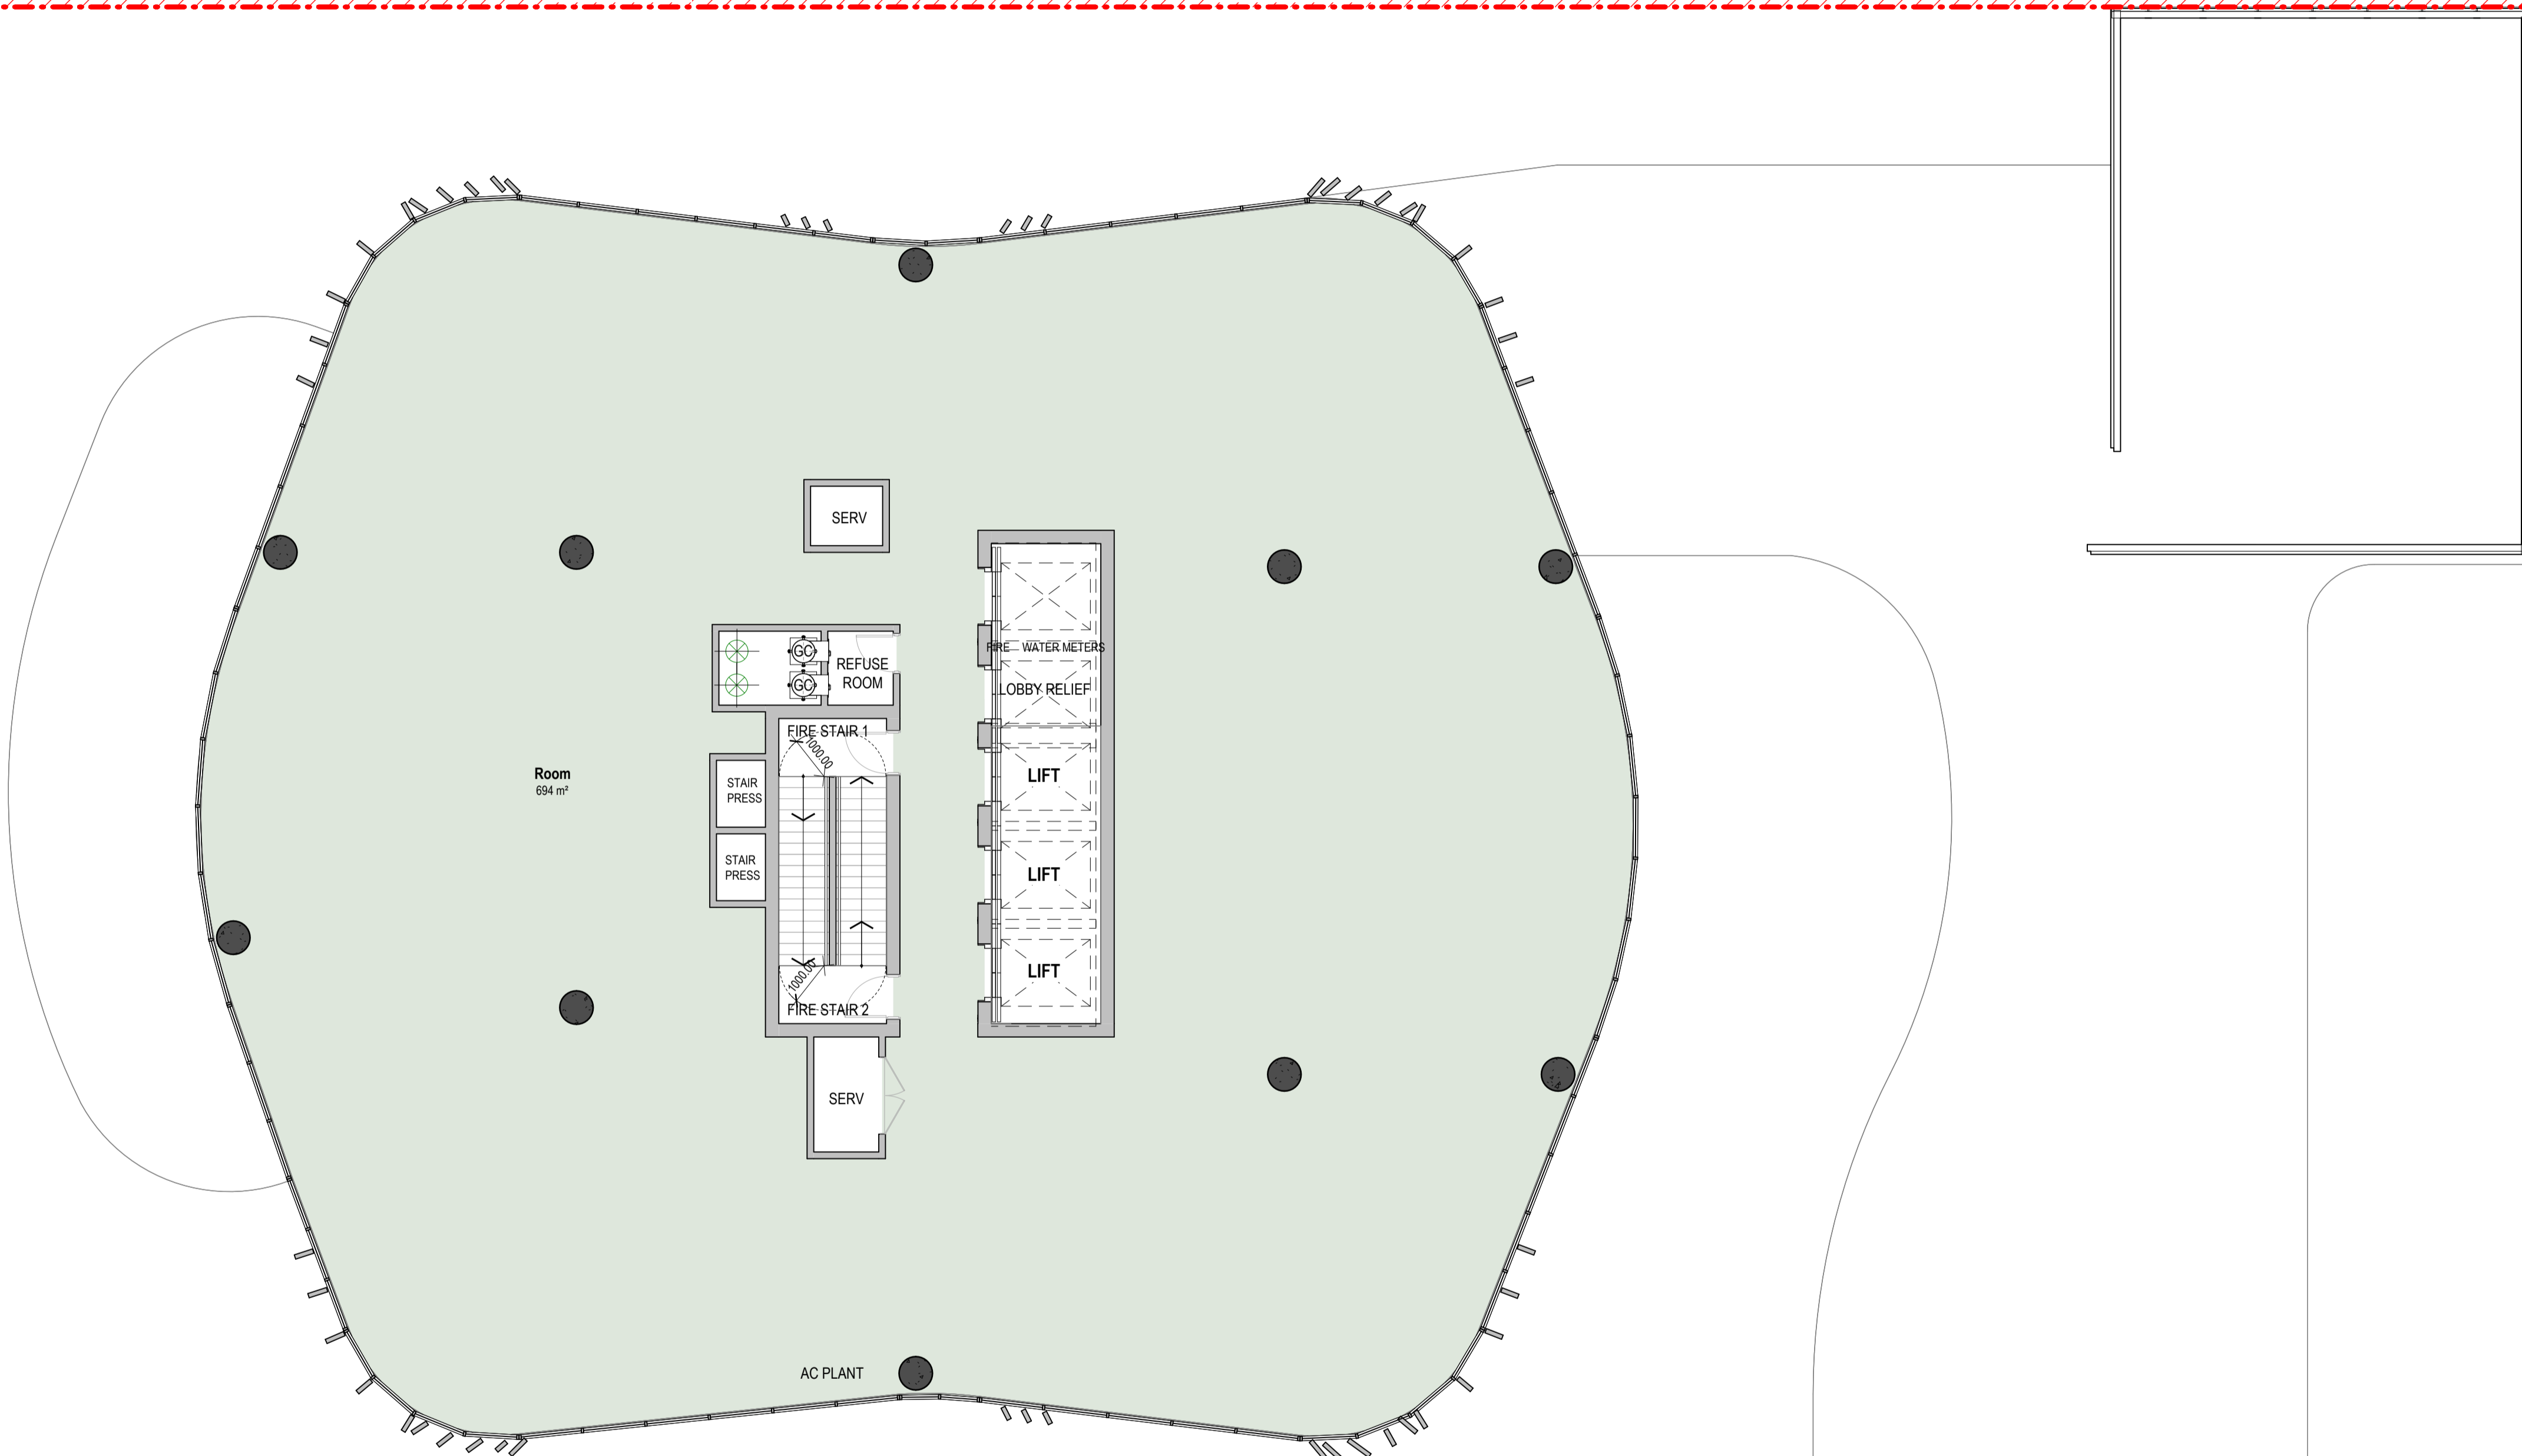 SERV
GC
REFUSE
ROOM
GC
FIRE WATER METERS
LOBBY RELIEF
FIRE STAIR 1
1000.00
Room
694 m²
STAIR
PRESS
LIFT
STAIR
PRESS
LIFT
LIFT
1000.00
FIRE STAIR 2
SERV
AC PLANT